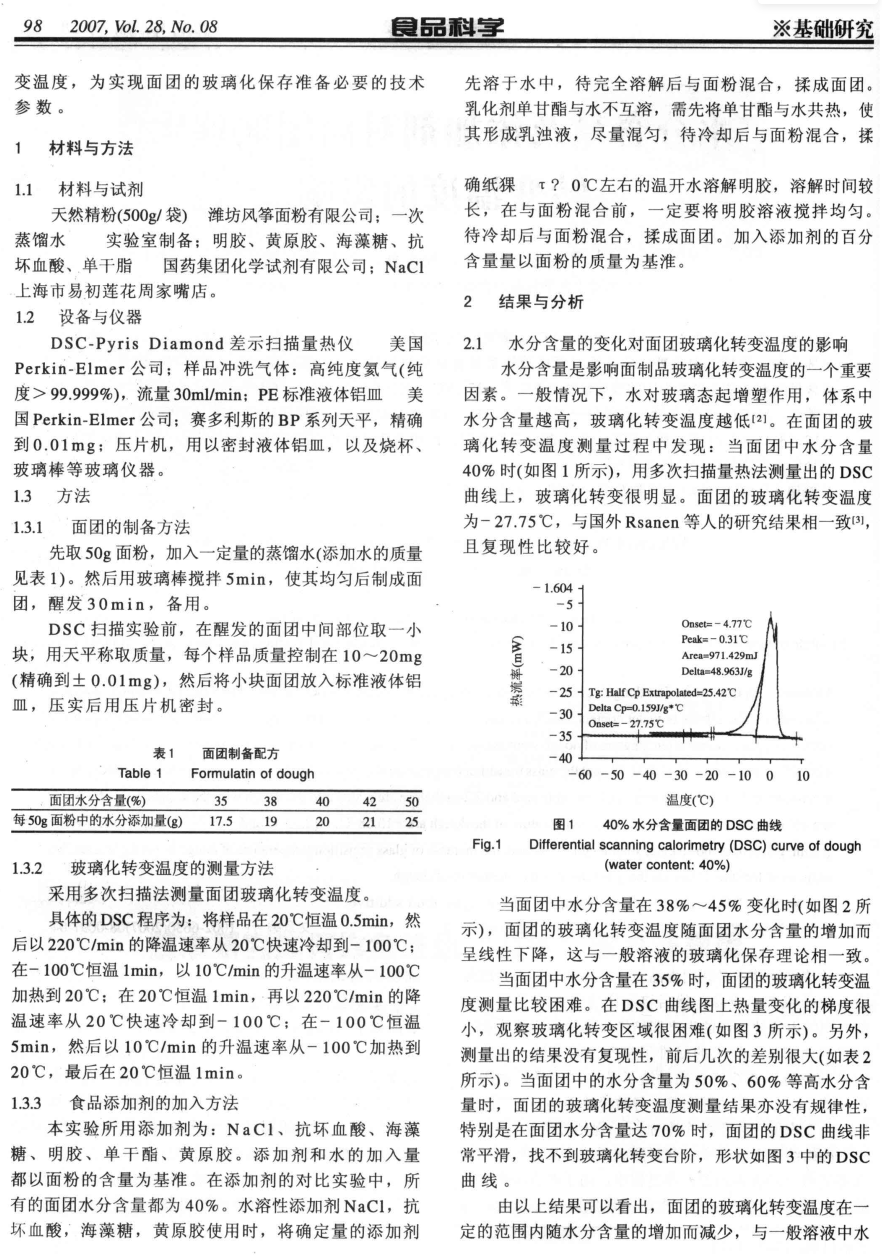 98 2007, Vol. 28, No. 08 食品科学 ※基础研究
变温度，为实现面团的玻璃化保存准备必要的技术
参数。
1 材料与方法
1.1 材料与试剂
天然精粉(500g/袋) 潍坊风筝面粉有限公司；一次
蒸馏水 实验室制备；明胶、黄原胶、海藻糖、抗
坏血酸、单干脂 国药集团化学试剂有限公司；NaCl
上海市易初莲花周家嘴店。
1.2 设备与仪器
DSC-Pyris Diamond 差示扫描量热仪 美国
Perkin-Elmer 公司；样品冲洗气体：高纯度氦气(纯
度＞99.999%)，流量30ml/min；PE 标准液体铝皿 美
国 Perkin-Elmer 公司；赛多利斯的 BP 系列天平，精确
到0.01mg；压片机，用以密封液体铝皿，以及烧杯、
玻璃棒等玻璃仪器。
1.3 方法
1.3.1 面团的制备方法
先取 50g 面粉，加入一定量的蒸馏水(添加水的质量
见表 1)。然后用玻璃棒搅拌 5min，使其均匀后制成面
团，醒发30min，备用。
DSC 扫描实验前，在醒发的面团中间部位取一小
块，用天平称取质量，每个样品质量控制在 10～20mg
(精确到±0.01mg)，然后将小块面团放入标准液体铝
皿，压实后用压片机密封。
表1 面团制备配方
Table 1 Formulatin of dough
面团水分含量(%) 35 38 40 42 50
每50g面粉中的水分添加量(g) 17.5 19 20 21 25
1.3.2 玻璃化转变温度的测量方法
采用多次扫描法测量面团玻璃化转变温度。
具体的 DSC 程序为：将样品在20℃恒温 0.5min，然
后以220℃/min 的降温速率从20℃快速冷却到－100℃；
在－100℃恒温 1min，以 10℃/min 的升温速率从－100℃
加热到 20℃；在 20℃恒温 1min，再以 220℃/min 的降
温速率从 20℃快速冷却到－100℃；在－100℃恒温
5min，然后以 10℃/min 的升温速率从－100℃加热到
20℃，最后在20℃恒温1min。
1.3.3 食品添加剂的加入方法
本实验所用添加剂为：NaCl、抗坏血酸、海藻
糖、明胶、单干酯、黄原胶。添加剂和水的加入量
都以面粉的含量为基准。在添加剂的对比实验中，所
有的面团水分含量都为 40%。水溶性添加剂 NaCl，抗
坏血酸，海藻糖，黄原胶使用时，将确定量的添加剂
先溶于水中，待完全溶解后与面粉混合，揉成面团。
乳化剂单甘酯与水不互溶，需先将单甘酯与水共热，使
其形成乳浊液，尽量混匀，待冷却后与面粉混合，揉
确纸猓 τ？0℃左右的温开水溶解明胶，溶解时间较
长，在与面粉混合前，一定要将明胶溶液搅拌均匀。
待冷却后与面粉混合，揉成面团。加入添加剂的百分
含量量以面粉的质量为基准。
2 结果与分析
2.1 水分含量的变化对面团玻璃化转变温度的影响
水分含量是影响面制品玻璃化转变温度的一个重要
因素。一般情况下，水对玻璃态起增塑作用，体系中
水分含量越高，玻璃化转变温度越低[2]。在面团的玻
璃化转变温度测量过程中发现：当面团中水分含量
40% 时(如图 1 所示)，用多次扫描量热法测量出的 DSC
曲线上，玻璃化转变很明显。面团的玻璃化转变温度
为－27.75℃，与国外 Rsanen 等人的研究结果相一致[3]，
且复现性比较好。
－1.604
－5
－10
－15
－20
－25
－30
－35
－40
热流率(mW)
Onset=－4.77℃
Peak=－0.31℃
Area=971.429mJ
Delta=48.963J/g
Tg: Half Cp Extrapolated=25.42℃
Delta Cp=0.159J/g*℃
Onset=－27.75℃
－60 －50 －40 －30 －20 －10 0 10
温度(℃)
图1 40%水分含量面团的DSC曲线
Fig.1 Differential scanning calorimetry (DSC) curve of dough
(water content: 40%)
当面团中水分含量在38%～45% 变化时(如图 2 所
示)，面团的玻璃化转变温度随面团水分含量的增加而
呈线性下降，这与一般溶液的玻璃化保存理论相一致。
当面团中水分含量在 35% 时，面团的玻璃化转变温
度测量比较困难。在 DSC 曲线图上热量变化的梯度很
小，观察玻璃化转变区域很困难(如图 3 所示)。另外，
测量出的结果没有复现性，前后几次的差别很大(如表2
所示)。当面团中的水分含量为 50%、60% 等高水分含
量时，面团的玻璃化转变温度测量结果亦没有规律性，
特别是在面团水分含量达 70% 时，面团的 DSC 曲线非
常平滑，找不到玻璃化转变台阶，形状如图 3 中的 DSC
曲线。
由以上结果可以看出，面团的玻璃化转变温度在一
定的范围内随水分含量的增加而减少，与一般溶液中水